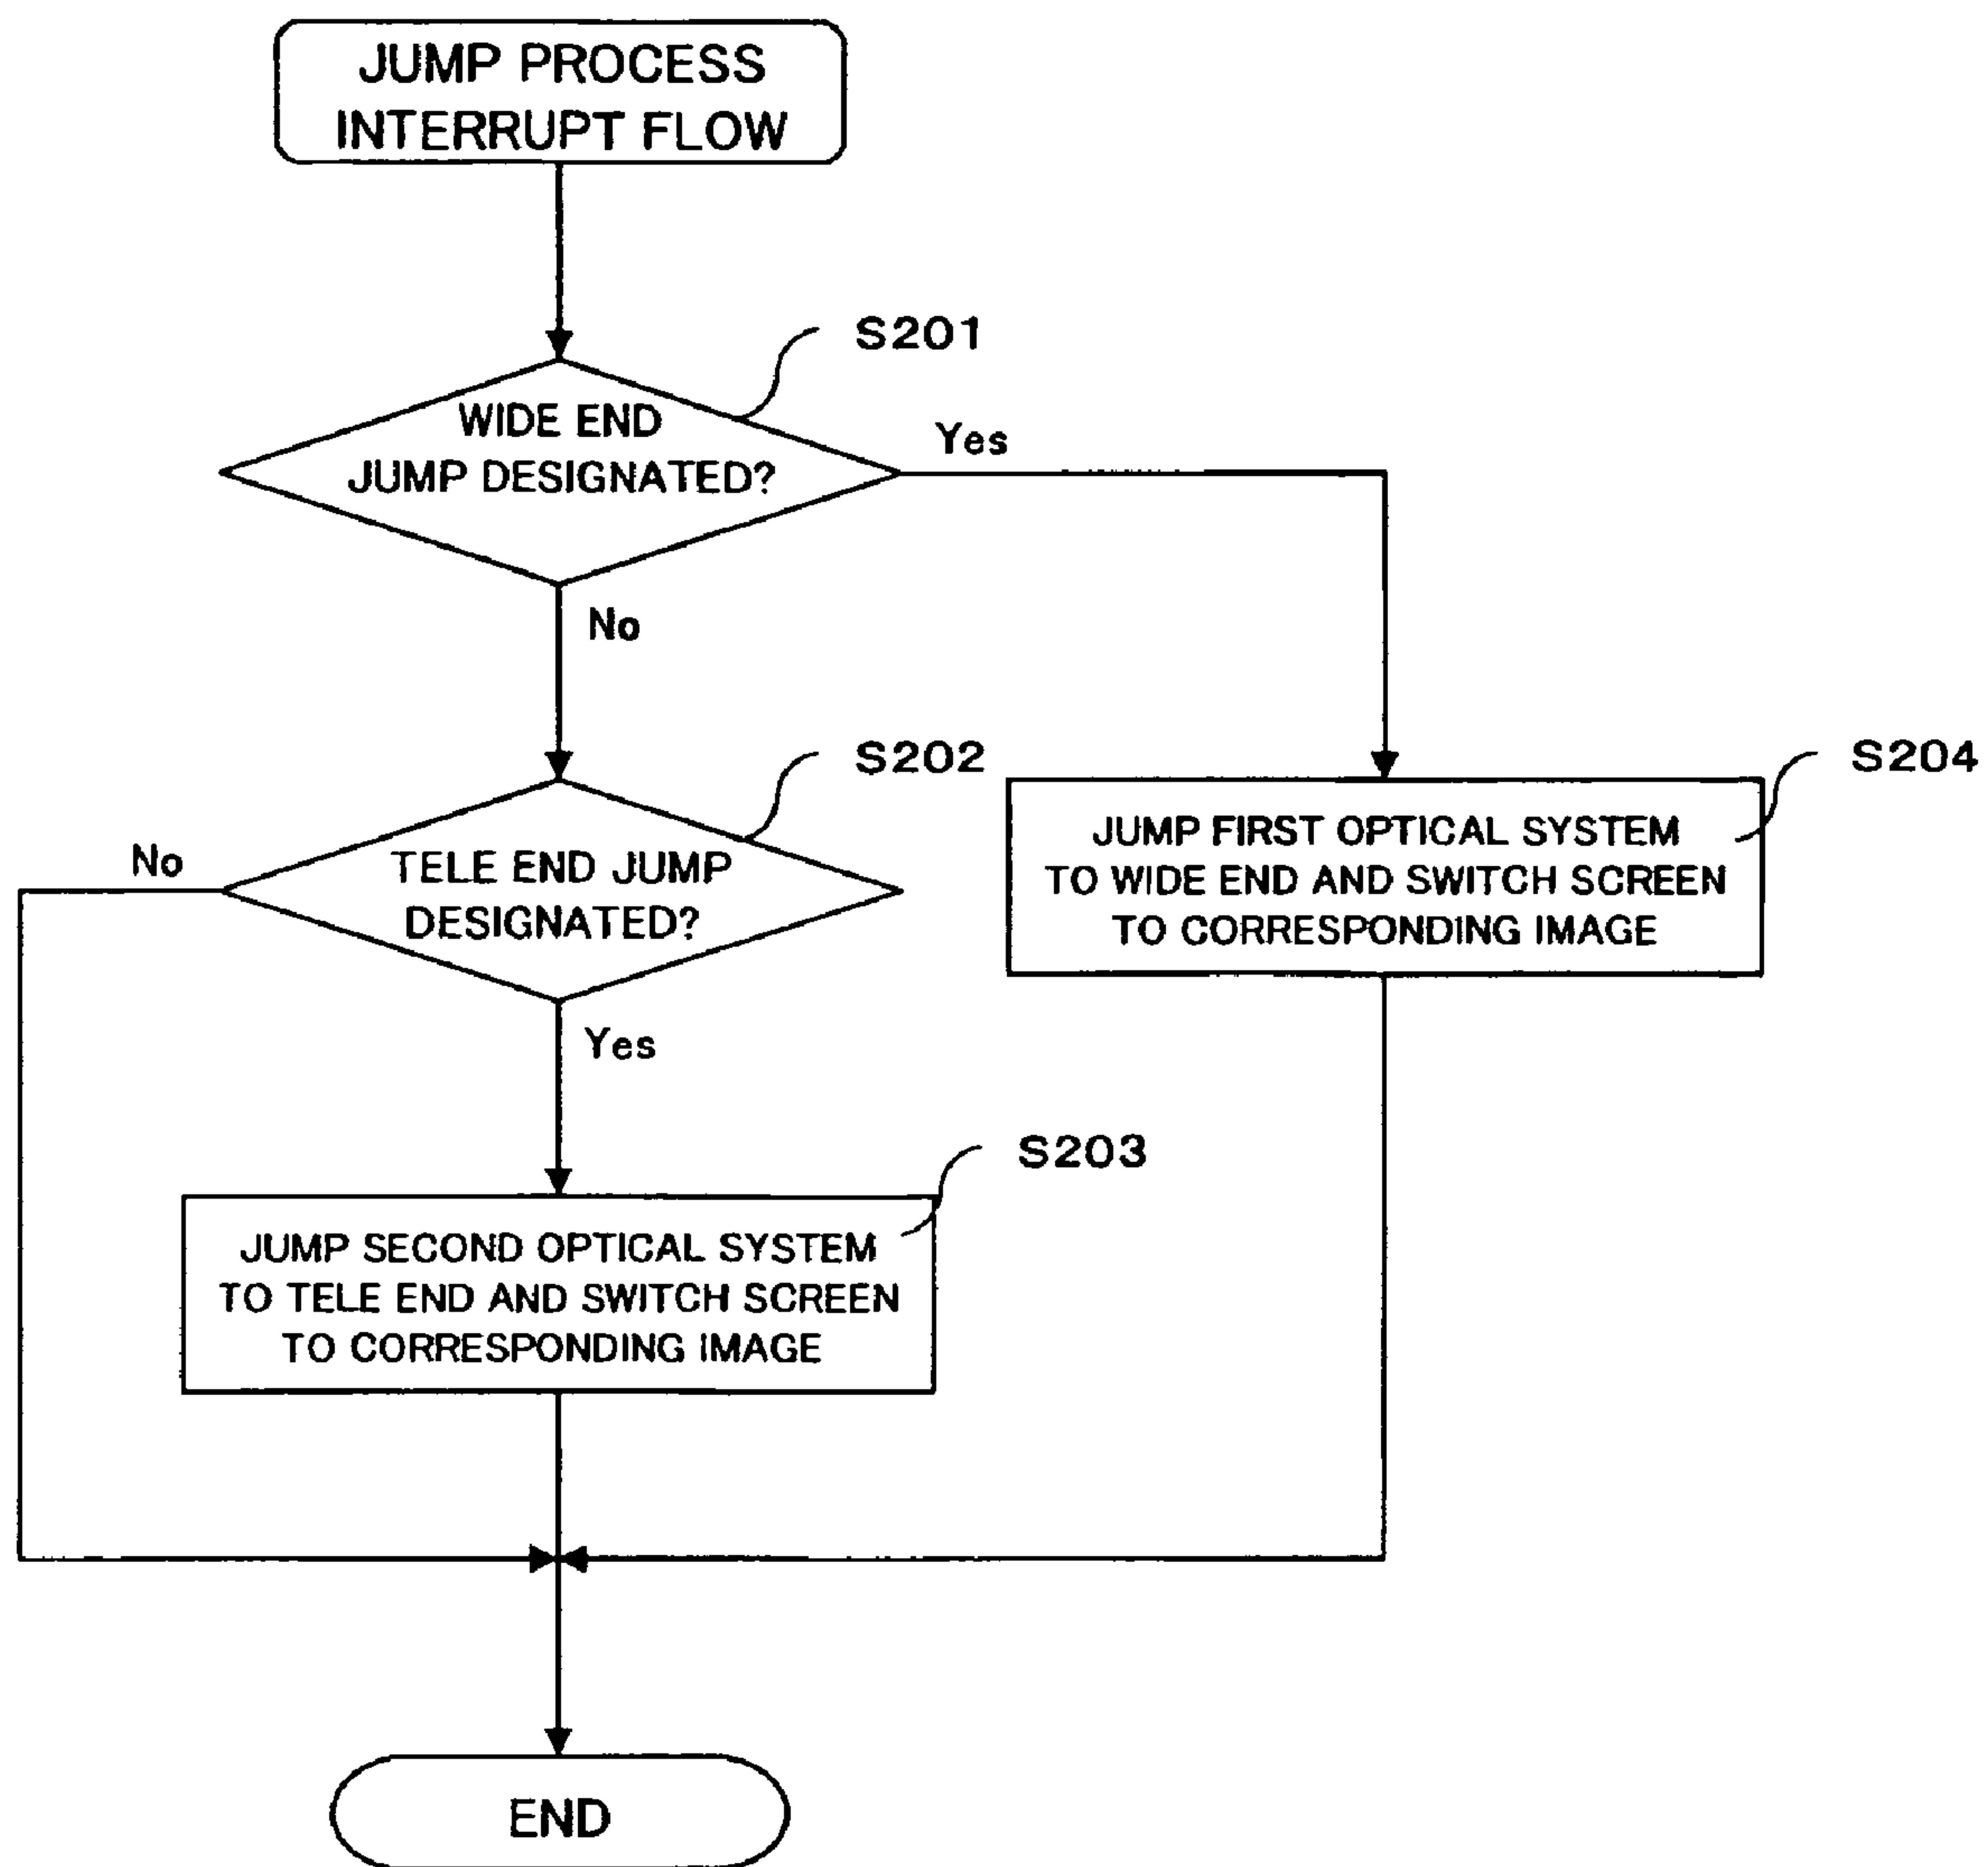 JUMP PROCESS
INTERRUPT FLOW
S201
WIDE END
JUMP DESIGNATED?
Yes
No
S202
S204
TELE END JUMP
DESIGNATED?
No
JUMP FIRST OPTICAL SYSTEM
TO WIDE END AND SWITCH SCREEN
TO CORRESPONDING IMAGE
Yes
S203
JUMP SECOND OPTICAL SYSTEM
TO TELE END AND SWITCH SCREEN
TO CORRESPONDING IMAGE
END